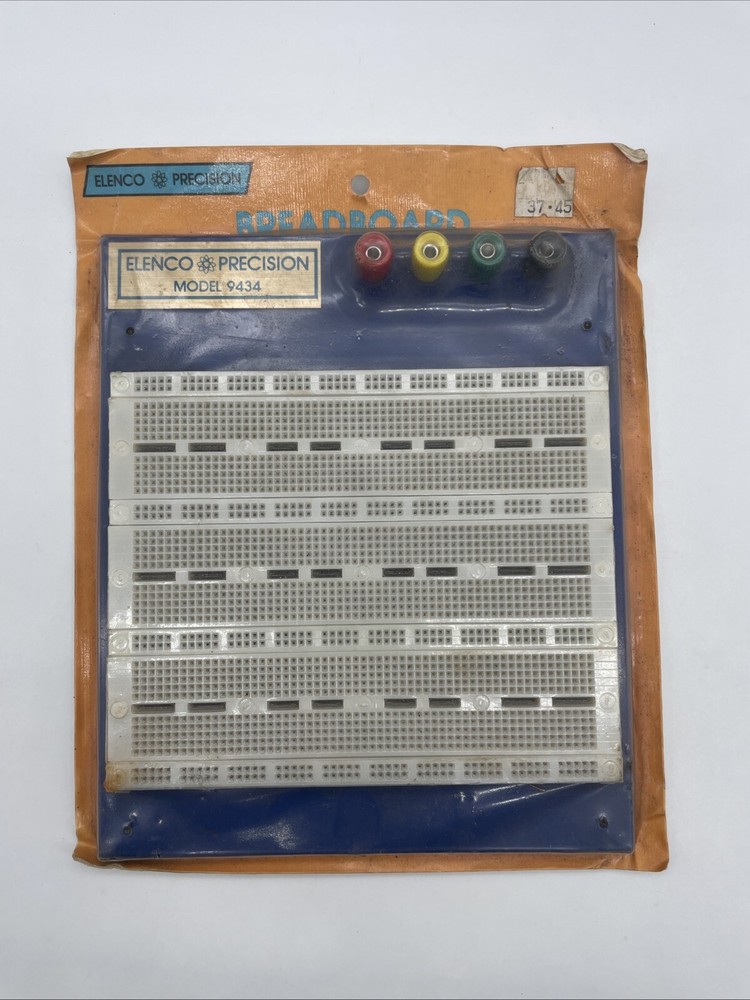 ELENCO PRECISION
37.45
BREADBOARD
ELENCO PRECISION
MODEL 9434